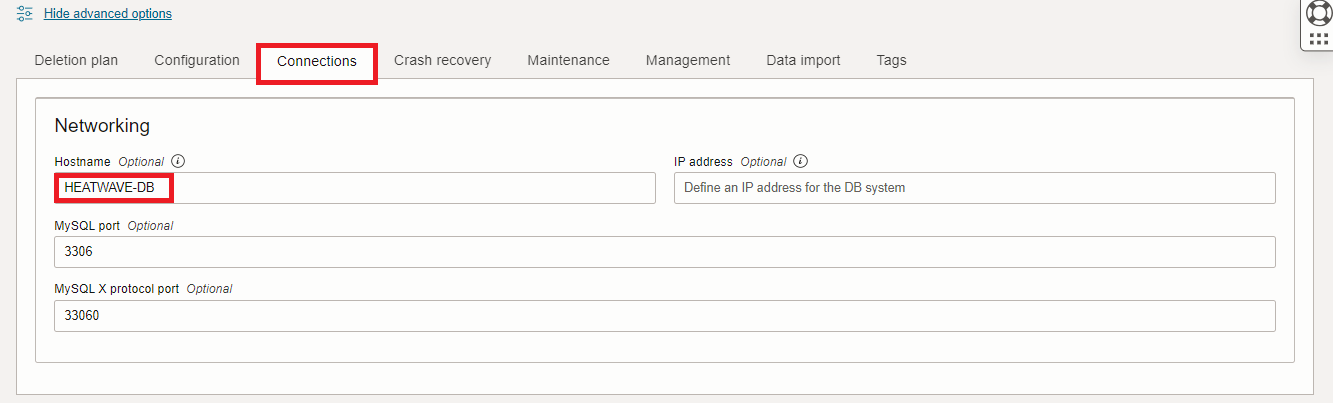 Hide advanced options
Deletion plan Configuration Connections Crash recovery Maintenance Management Data import Tags
Networking
Hostname Optional IP address Optional
HEATWAVE-DB Define an IP address for the DB system
MySQL port Optional
3306
MySQL X protocol port Optional
33060